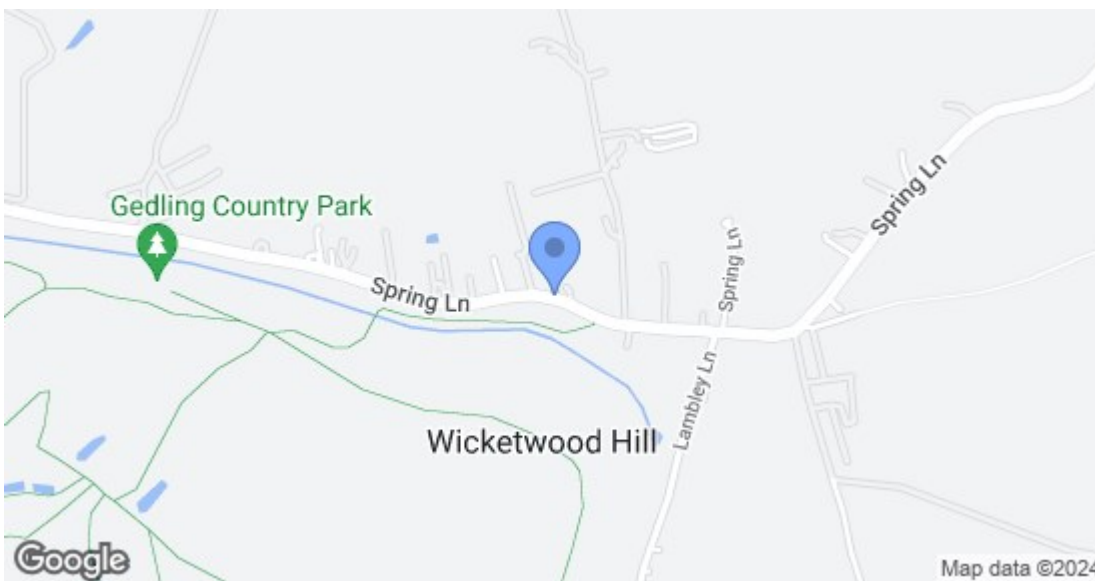 Spring Ln
Gedling Country Park
Spring Ln
Spring Ln
Lambley Ln
Wicketwood Hill
Google
Map data ©2024